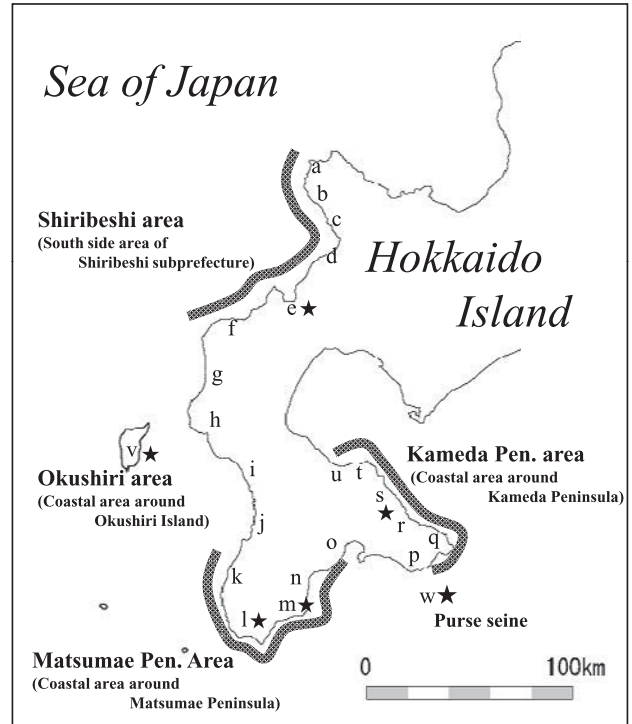 Sea of Japan
a
b
c
d
Shiribeshi area
(South side area of
Shiribeshi subprefecture)
Hokkaido
Island
e ★
f
g
h
v ★
Okushiri area
(Coastal area around
Okushiri Island)
i
j
Kameda Pen. area
(Coastal area around
Kameda Peninsula)
u
t
s
★
r
q
p
o
k
n
m ★
l ★
w ★
Purse seine
Matsumae Pen. Area
(Coastal area around
Matsumae Peninsula)
0 100km